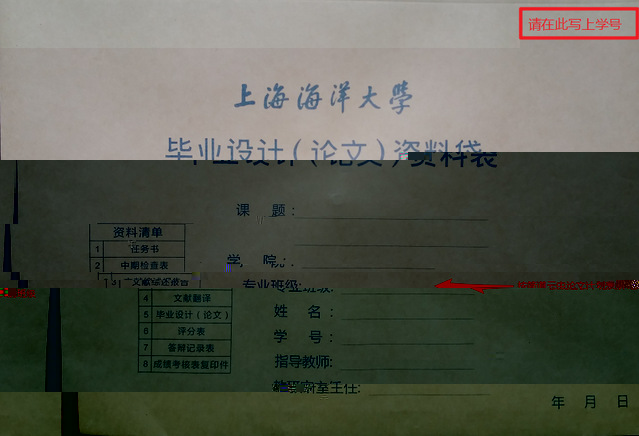 请在此写上学号
上海海洋大學
毕业设计（论文）资料袋
课 题:
资料清单
1 任务书
2 中期检查表
学 院:
专业班级:
4 文献翻译
5 毕业设计（论文）
6 评分表
7 答辩记录表
8 成绩考核表复印件
姓 名:
学 号:
指导教师:
年 月 日